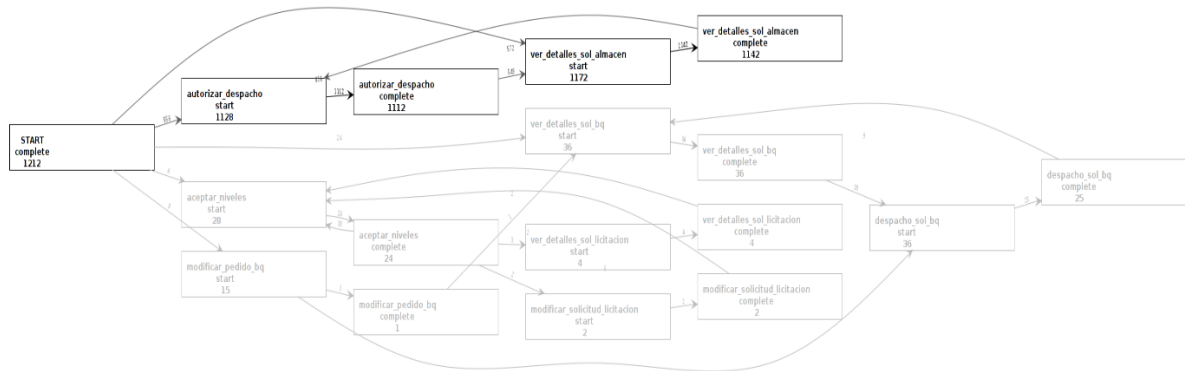 ver_detalles_sol_almacen
complete
1142
ver_detalles_sol_almacen
start
1172
autorizar_despacho
complete
1112
autorizar_despacho
start
1128
START
complete
1212
ver_detalles_sol_bq
start
36
ver_detalles_sol_bq
complete
36
despacho_sol_bq
complete
25
despacho_sol_bq
start
36
aceptar_niveles
start
28
aceptar_niveles
complete
24
ver_detalles_sol_licitacion
start
4
ver_detalles_sol_licitacion
complete
4
modificar_pedido_bq
start
15
modificar_pedido_bq
complete
1
modificar_solicitud_licitacion
start
2
modificar_solicitud_licitacion
complete
2
572
1112